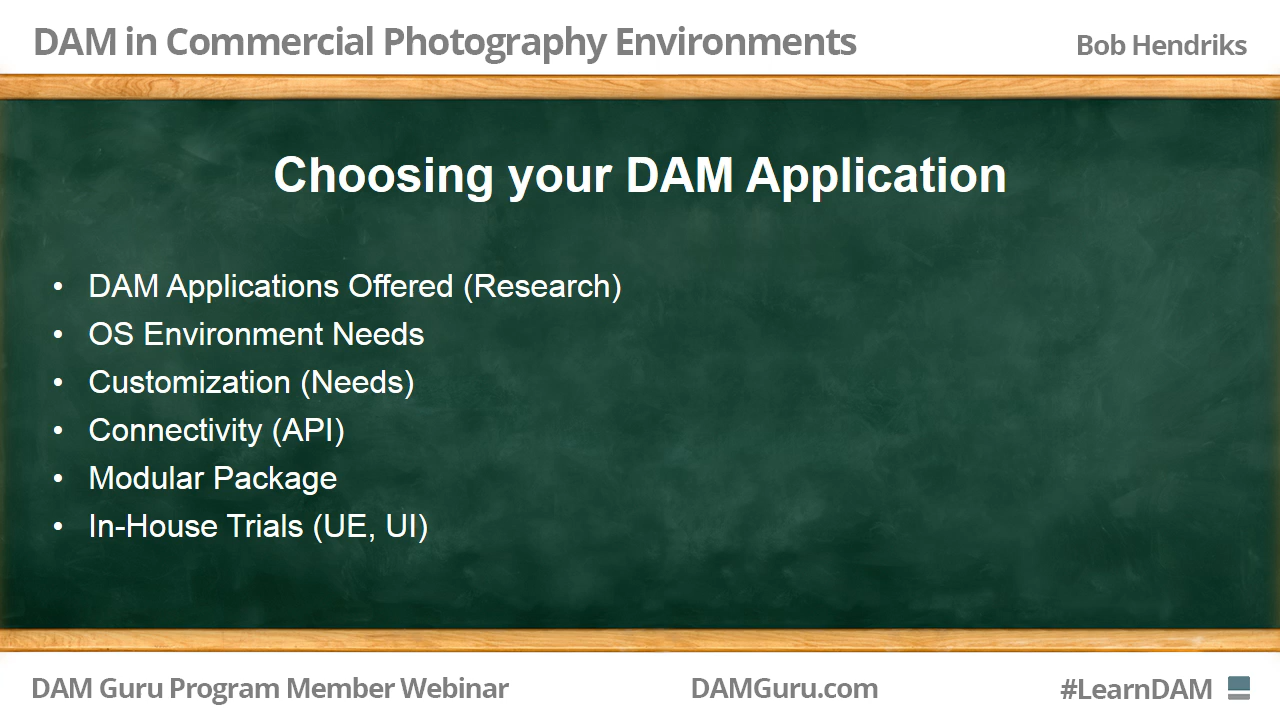 DAM in Commercial Photography Environments
Bob Hendriks
Choosing your DAM Application
• DAM Applications Offered (Research)
• OS Environment Needs
• Customization (Needs)
• Connectivity (API)
• Modular Package
• In-House Trials (UE, UI)
DAM Guru Program Member Webinar
DAMGuru.com
#LearnDAM